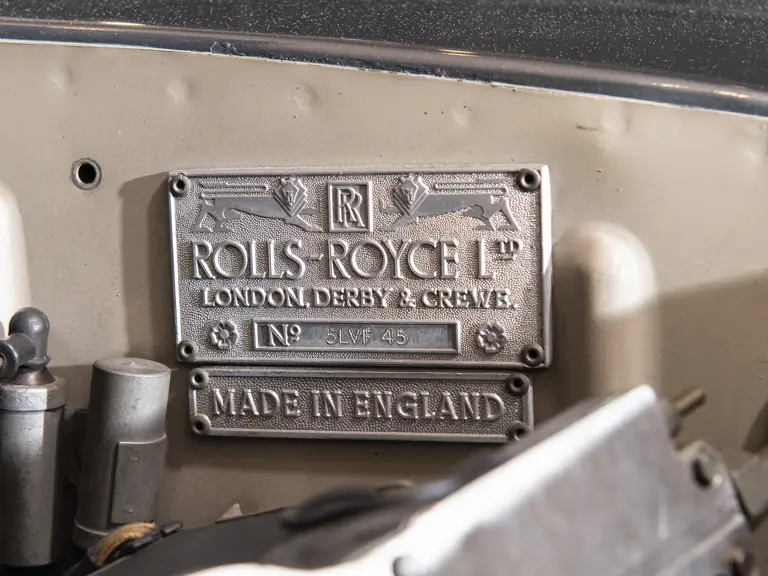 RR
ROLLS-ROYCE LTD
LONDON, DERBY & CREWE.
Nº 5LVF 45
MADE IN ENGLAND